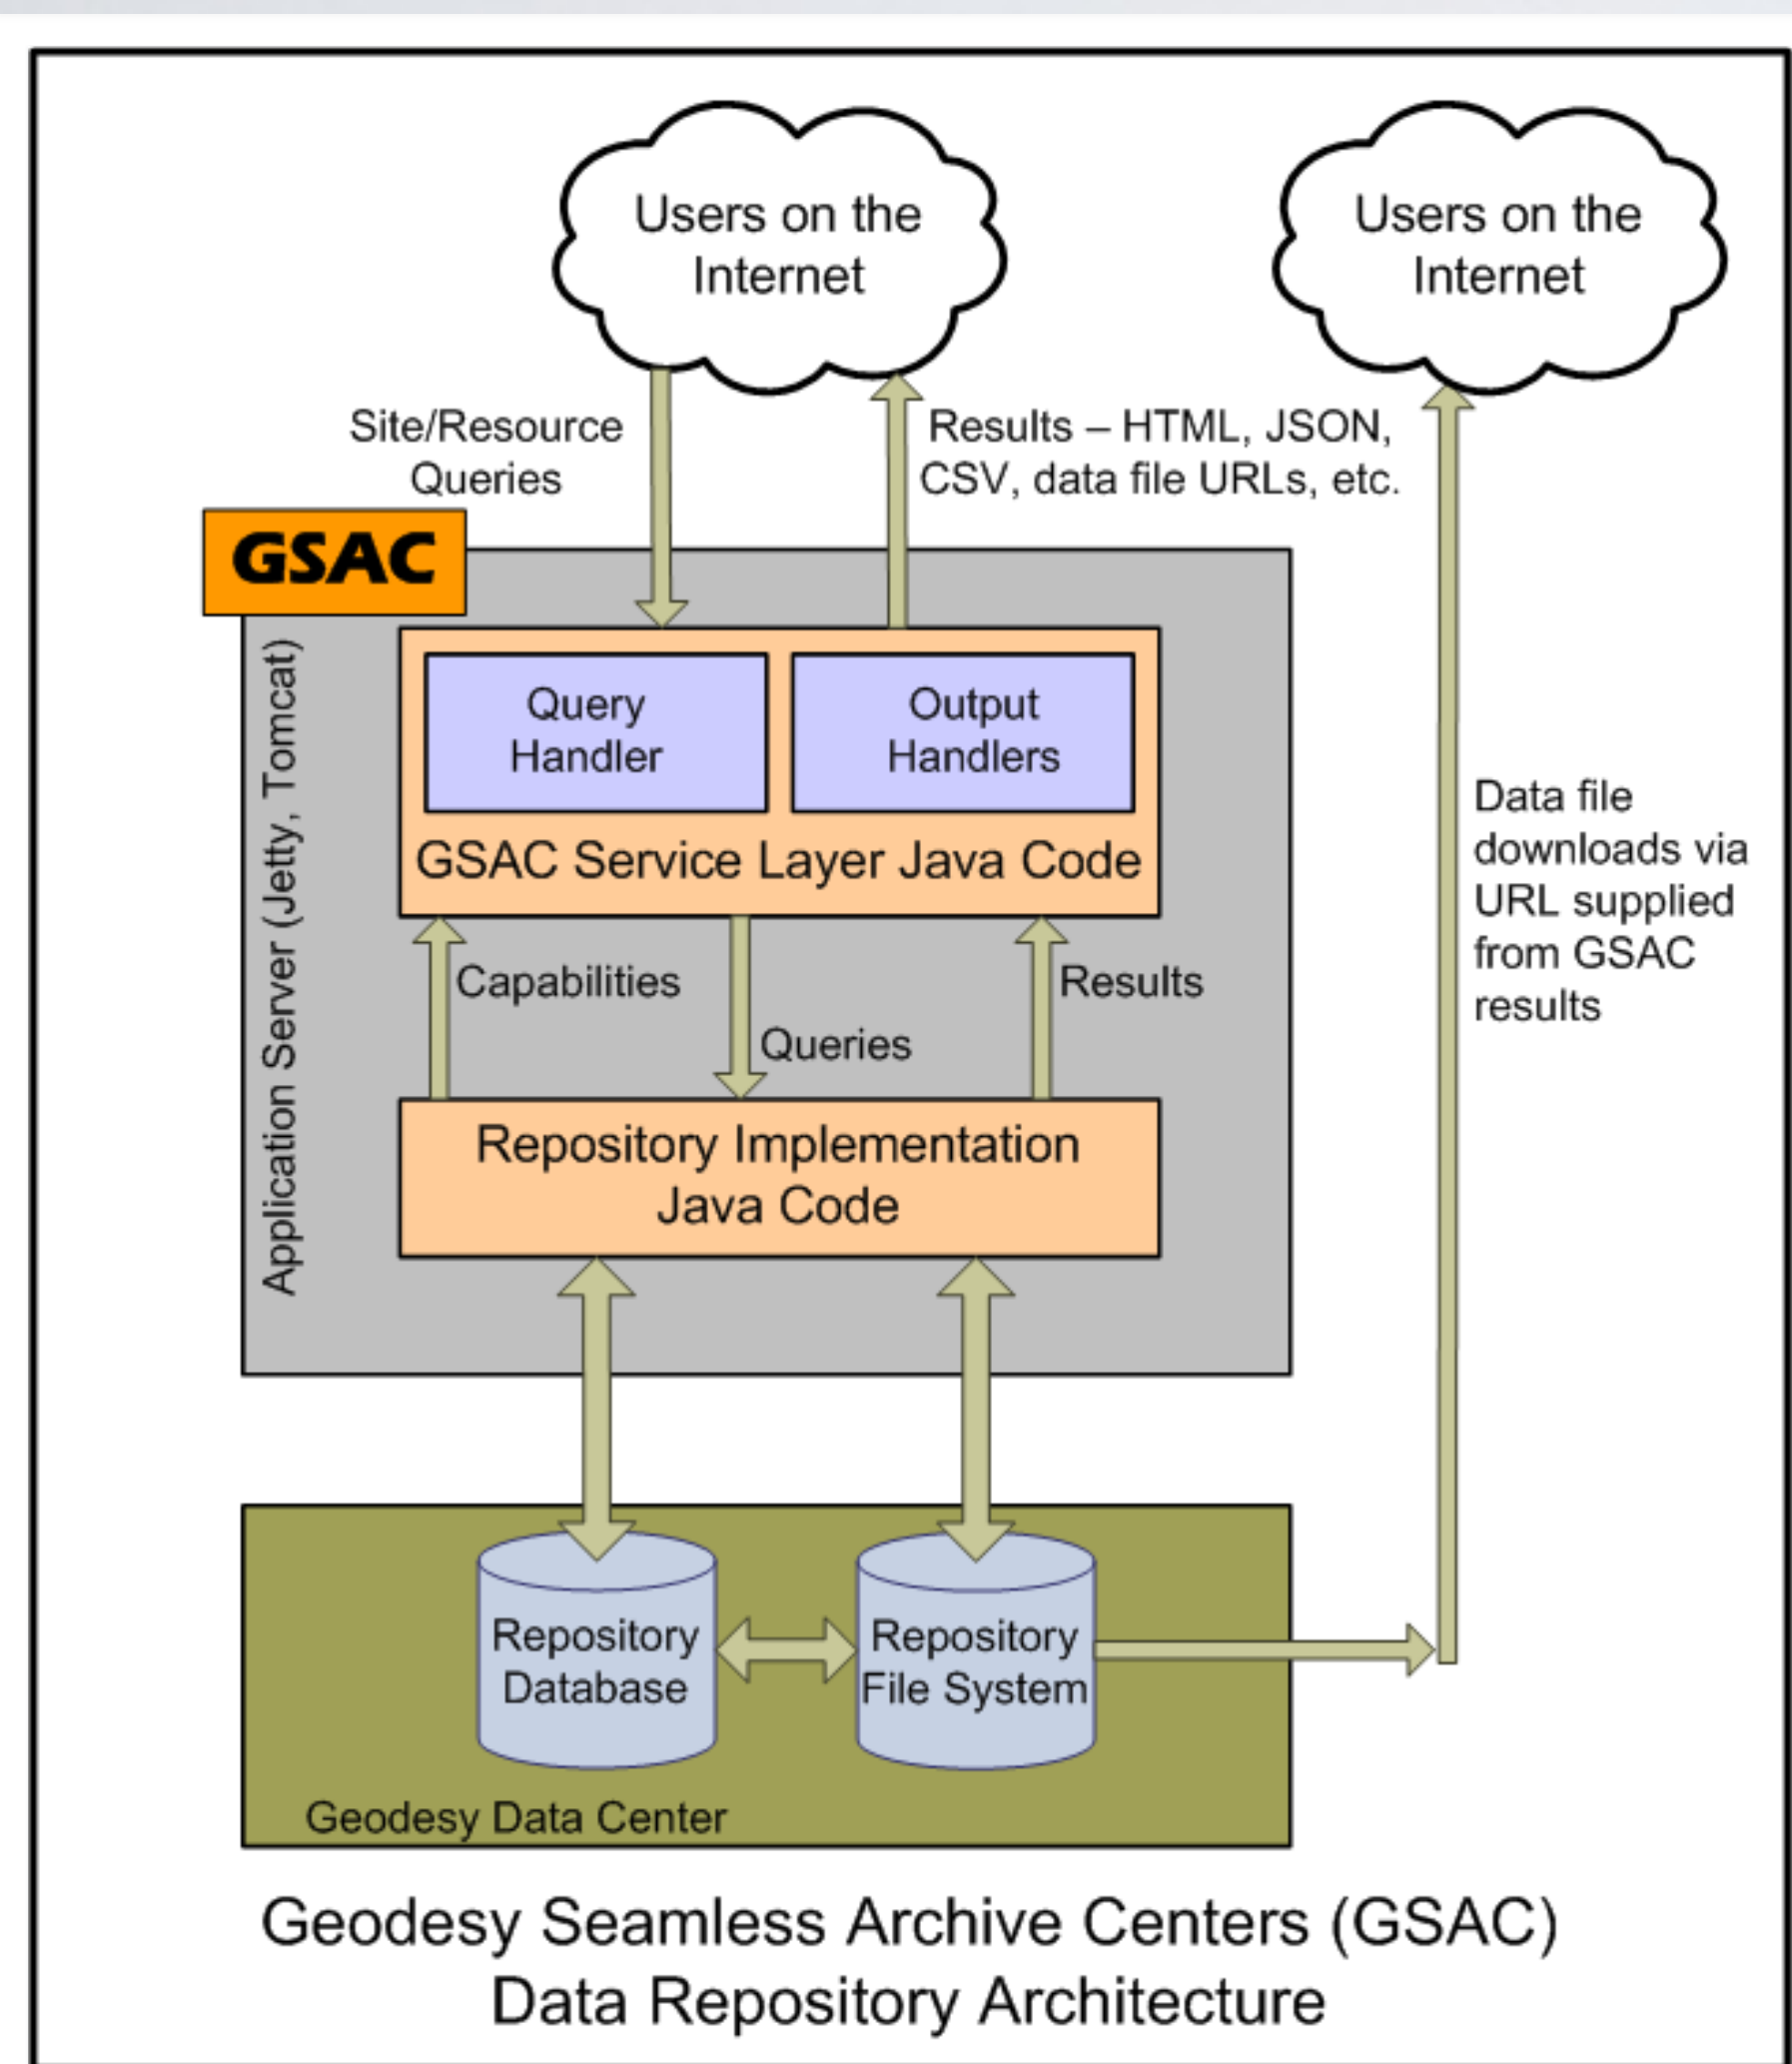 Users on the
Internet
Users on the
Internet
Site/Resource
Queries
Results – HTML, JSON,
CSV, data file URLs, etc.
GSAC
Application Server (Jetty, Tomcat)
Query
Handler
Output
Handlers
GSAC Service Layer Java Code
Data file
downloads via
URL supplied
from GSAC
results
Capabilities
Results
Queries
Repository Implementation
Java Code
Repository
Database
Repository
File System
Geodesy Data Center
Geodesy Seamless Archive Centers (GSAC)
Data Repository Architecture